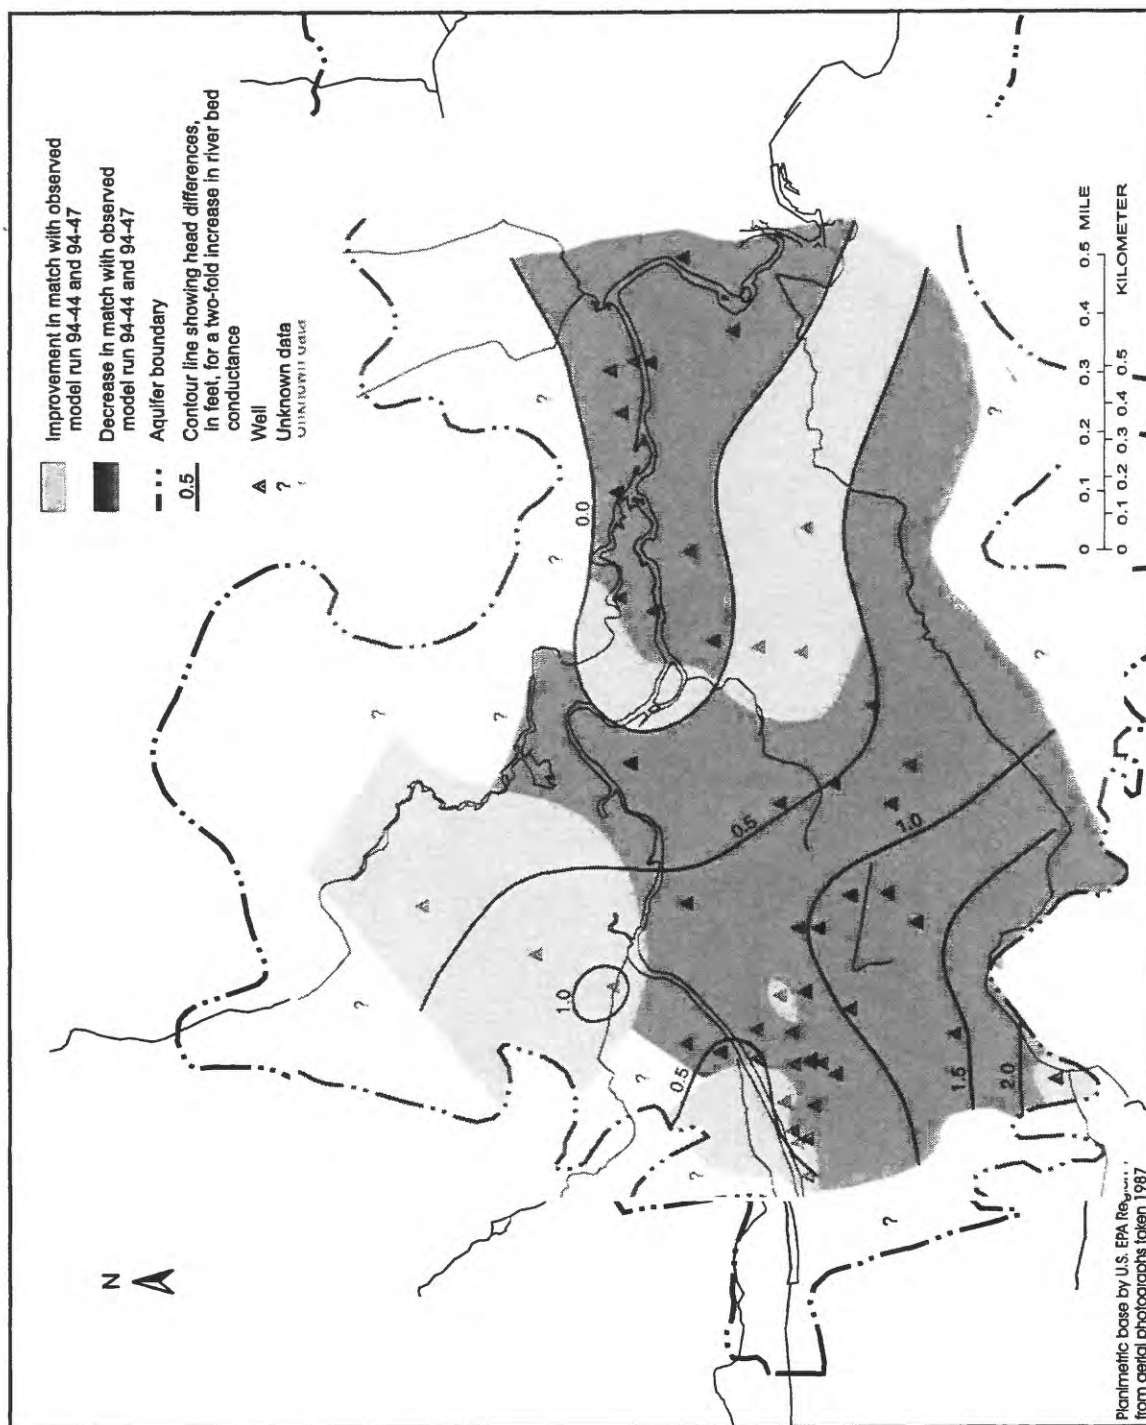 Improvement in match with observed
model run 94-44 and 94-47
Decrease in match with observed
model run 94-44 and 94-47
Aquifer boundary
0.5
Contour line showing head differences,
in feet, for a two-fold increase in river bed
conductance
Well
?
Unknown data
N
0.0
0.5
1.0
1.0
0.5
1.5
2.0
?
?
?
?
?
?
?
?
?
?
0 0.1 0.2 0.3 0.4 0.5 MILE
0 0.1 0.2 0.3 0.4 0.5 KILOMETER
Planimetric base by U.S. EPA
from aerial photographs taken 1987